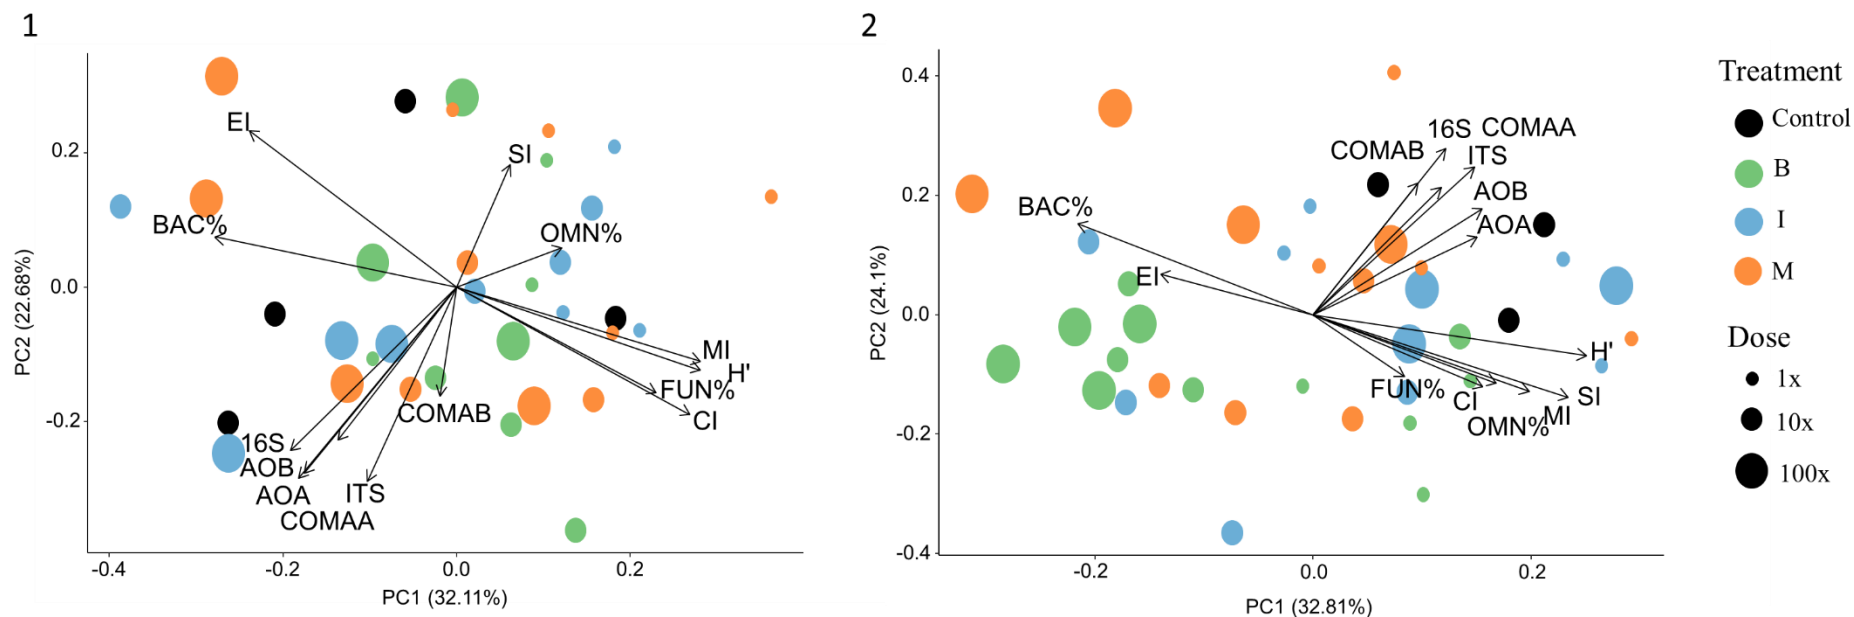 1
2
0.2
0.0
-0.2
-0.4
-0.2
0.0
0.2
PC1 (32.11%)
PC2 (22.68%)
EI
SI
BAC%
OMN%
MI
H'
FUN%
CI
COMAB
16S
AOB
AOA
ITS
COMAA
0.4
0.2
0.0
-0.2
-0.4
-0.2
0.0
0.2
PC1 (32.81%)
PC2 (24.1%)
16S COMAA
COMAB
ITS
AOB
AOA
BAC%
EI
H'
FUN%
CI
SI
MI
OMN%
Treatment
Control
B
I
M
Dose
1x
10x
100x